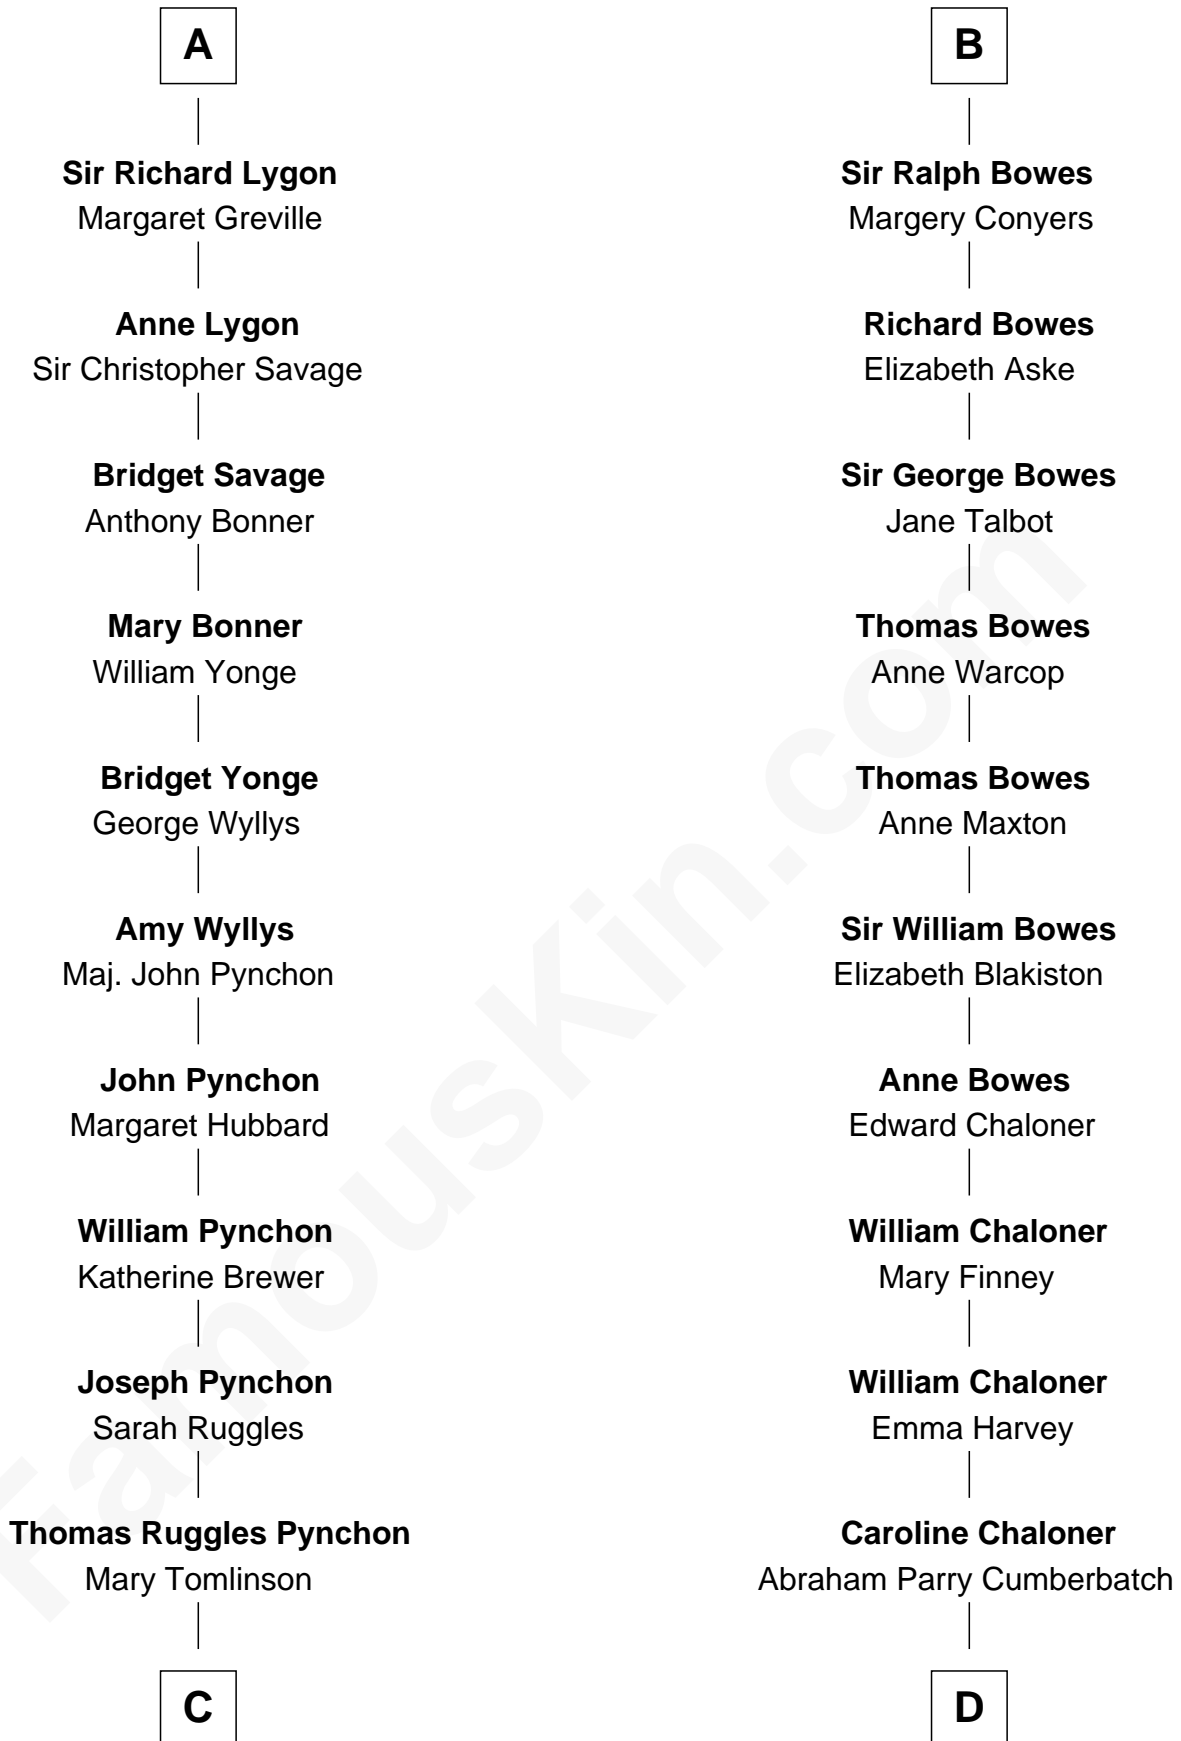 A
Sir Richard Lygon
Margaret Greville
Anne Lygon
Sir Christopher Savage
Bridget Savage
Anthony Bonner
Mary Bonner
William Yonge
Bridget Yonge
George Wyllys
Amy Wyllys
Maj. John Pynchon
John Pynchon
Margaret Hubbard
William Pynchon
Katherine Brewer
Joseph Pynchon
Sarah Ruggles
Thomas Ruggles Pynchon
Mary Tomlinson
C
B
Sir Ralph Bowes
Margery Conyers
Richard Bowes
Elizabeth Aske
Sir George Bowes
Jane Talbot
Thomas Bowes
Anne Warcop
Thomas Bowes
Anne Maxton
Sir William Bowes
Elizabeth Blakiston
Anne Bowes
Edward Chaloner
William Chaloner
Mary Finney
William Chaloner
Emma Harvey
Caroline Chaloner
Abraham Parry Cumberbatch
D
FamousKin.com